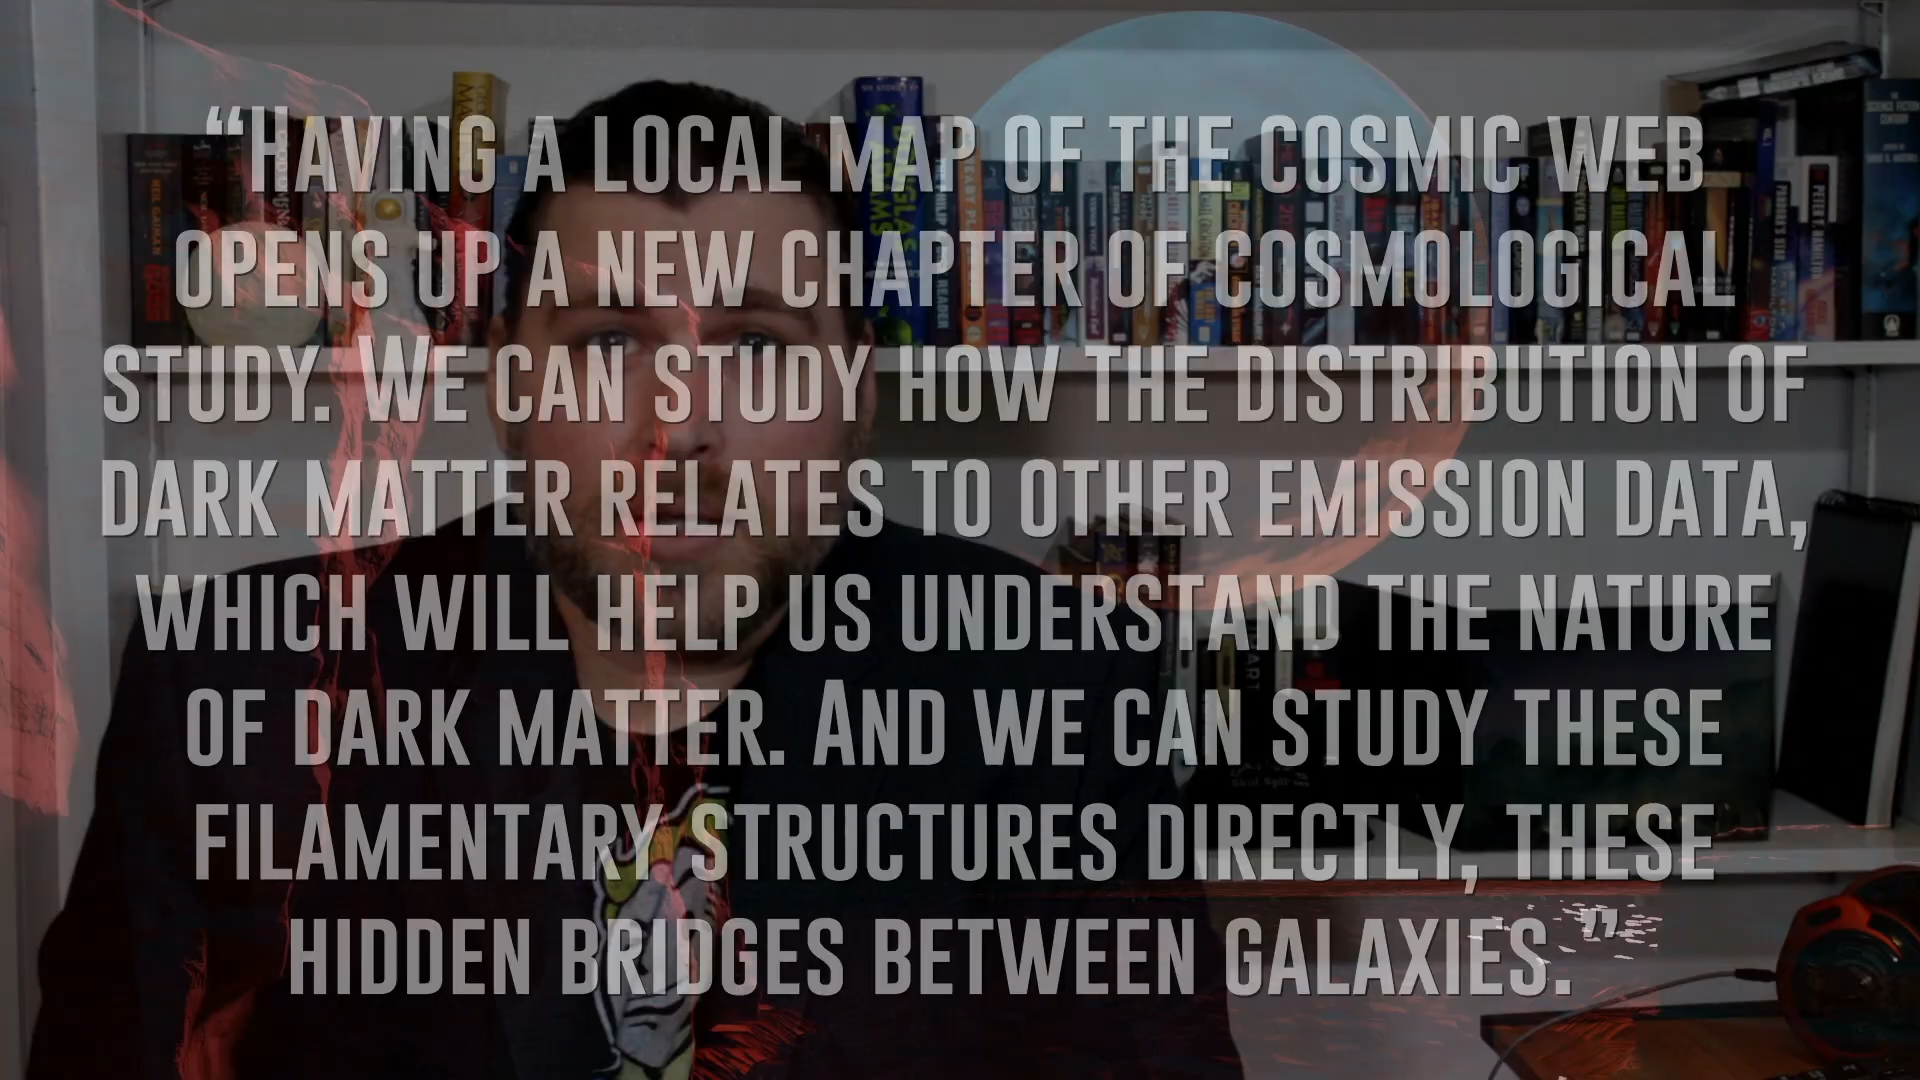 “Having a local map of the cosmic web
opens up a new chapter of cosmological
study. We can study how the distribution of
dark matter relates to other emission data,
which will help us understand the nature
of dark matter. And we can study these
filamentary structures directly, these
hidden bridges between galaxies.”